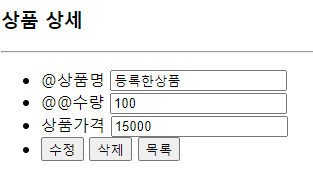 상품 상세
@상품명 등록한상품
@@수량 100
상품가격 15000
수정 삭제 목록